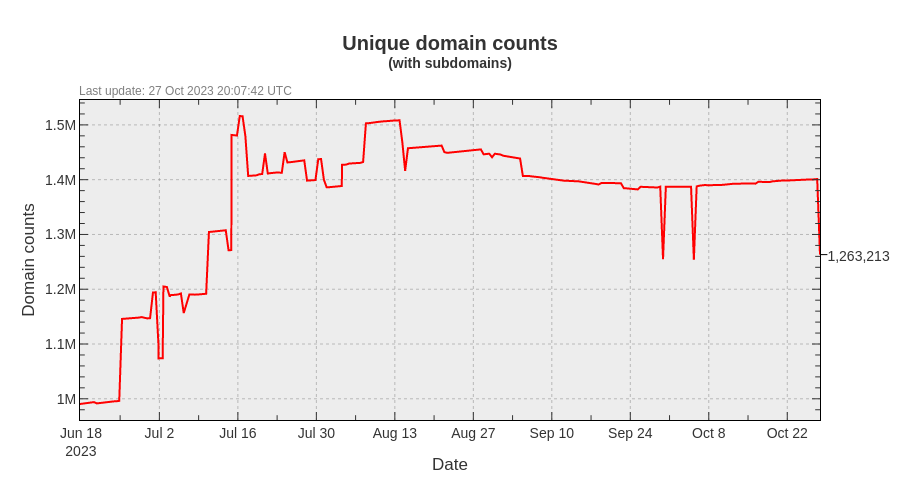 Unique domain counts
(with subdomains)
Last update: 27 Oct 2023 20:07:42 UTC
1.5M
1.4M
1.3M
1.2M
1.1M
1M
Domain counts
1,263,213
Jun 18 Jul 2 Jul 16 Jul 30 Aug 13 Aug 27 Sep 10 Sep 24 Oct 8 Oct 22
2023
Date